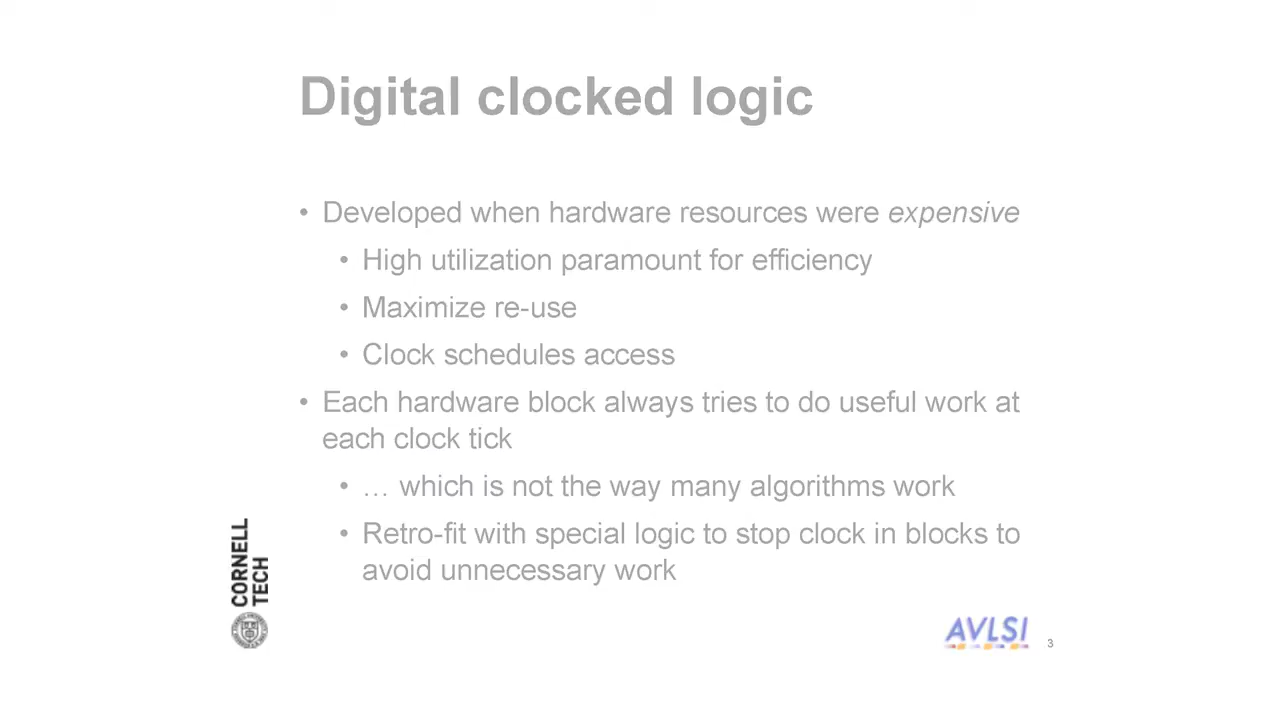 Digital clocked logic
• Developed when hardware resources were expensive
• High utilization paramount for efficiency
• Maximize re-use
• Clock schedules access
• Each hardware block always tries to do useful work at
each clock tick
• … which is not the way many algorithms work
• Retro-fit with special logic to stop clock in blocks to
avoid unnecessary work
CORNELL
TECH
AVLSI
3